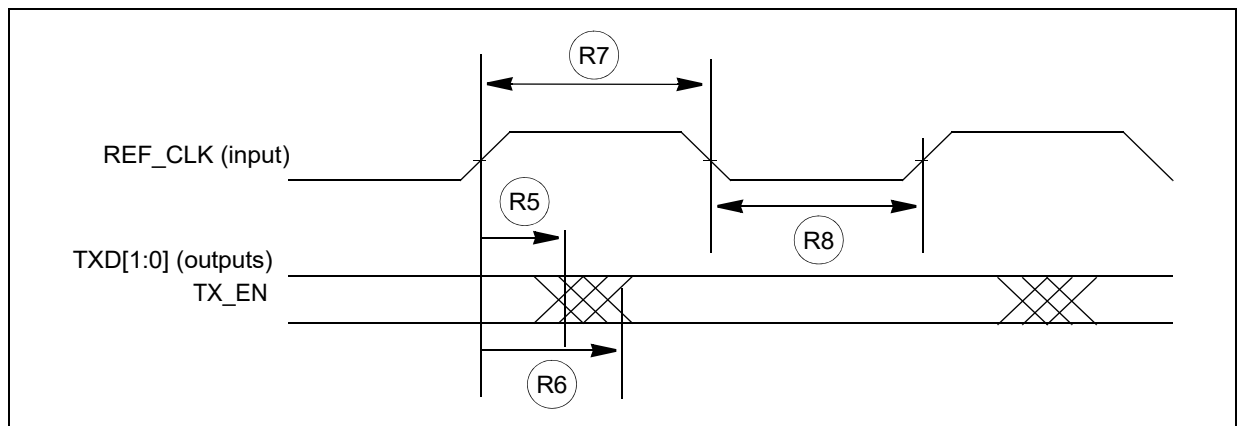 R7
REF_CLK (input)
R5
R8
TXD[1:0] (outputs)
TX_EN
R6